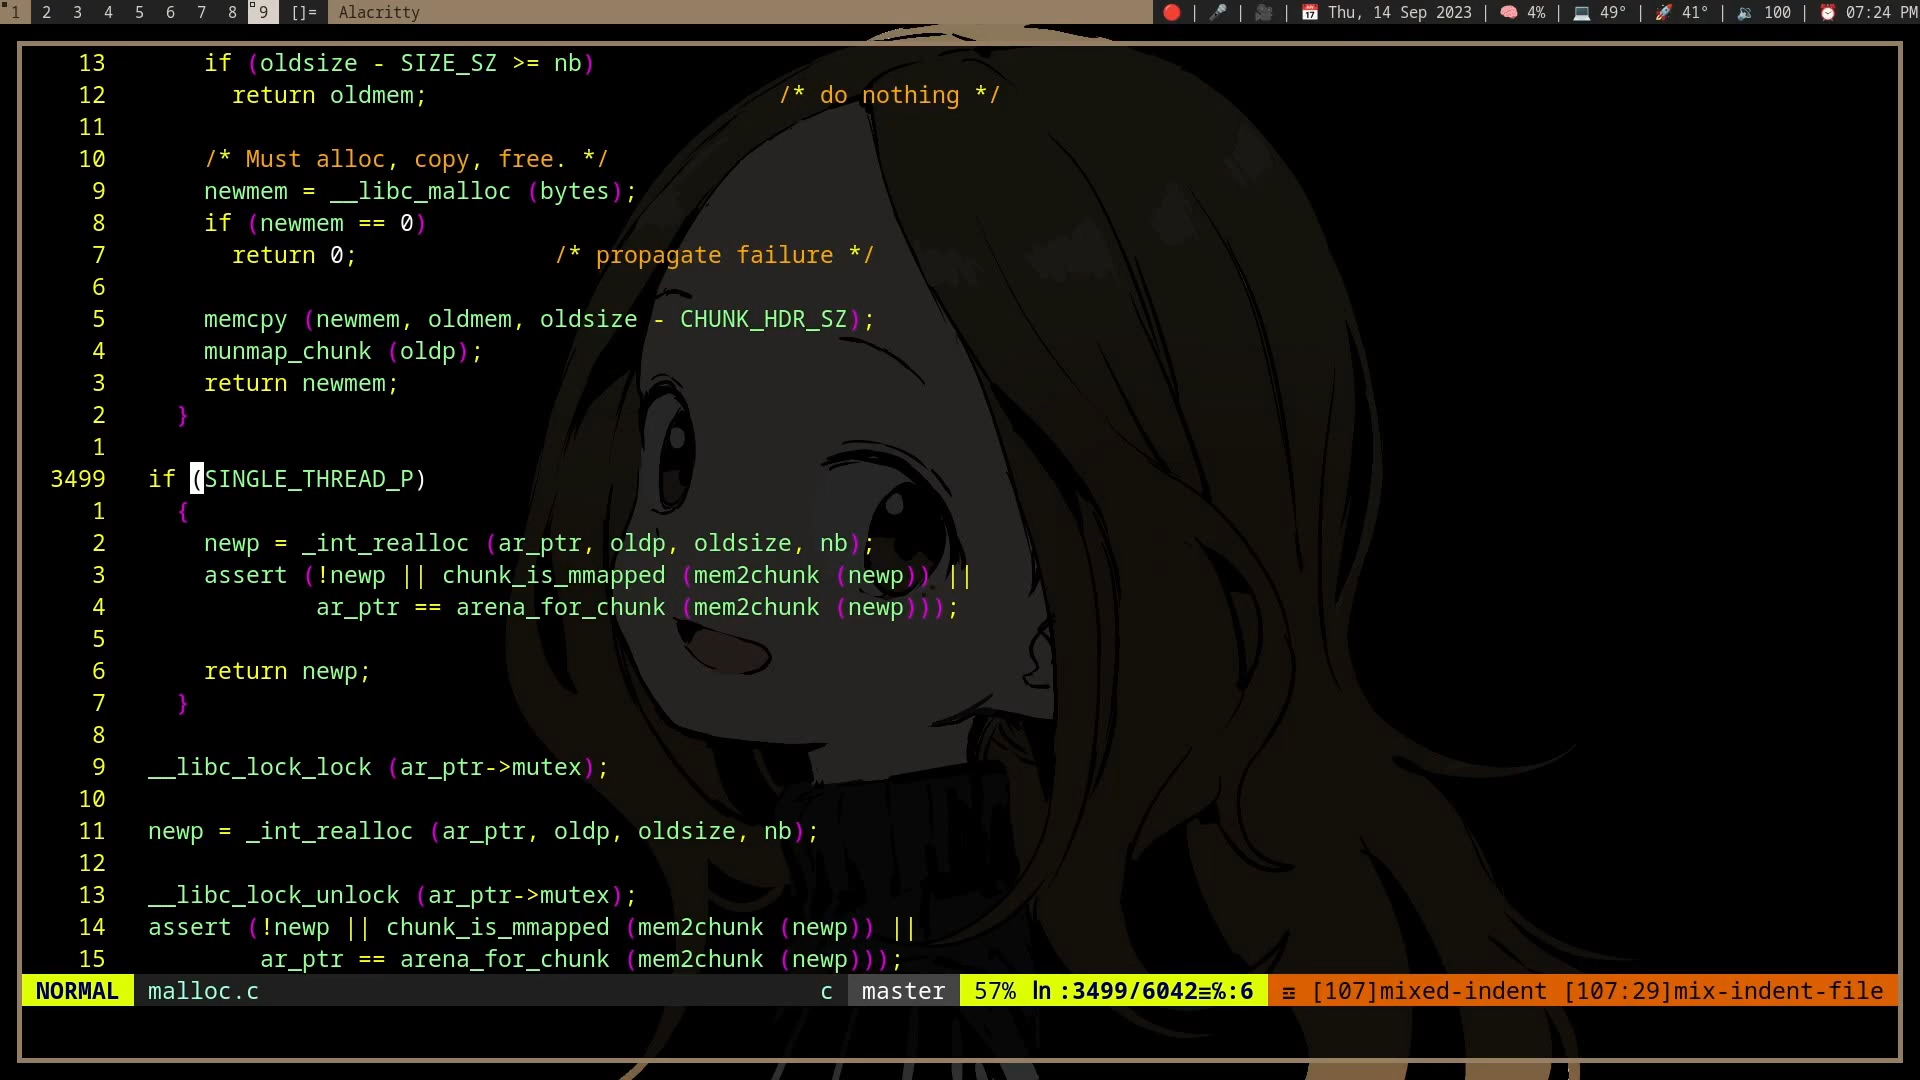 1 2 3 4 5 6 7 8 9 []= Alacritty | | | Thu, 14 Sep 2023 | 4% | 49° | 41° | 100 | 07:24 PM
13 if (oldsize - SIZE_SZ >= nb)
12 return oldmem; /* do nothing */
11
10 /* Must alloc, copy, free. */
9 newmem = __libc_malloc (bytes);
8 if (newmem == 0)
7 return 0; /* propagate failure */
6
5 memcpy (newmem, oldmem, oldsize - CHUNK_HDR_SZ);
4 munmap_chunk (oldp);
3 return newmem;
2 }
1
3499 if (SINGLE_THREAD_P)
1 {
2 newp = _int_realloc (ar_ptr, oldp, oldsize, nb);
3 assert (!newp || chunk_is_mmapped (mem2chunk (newp)) ||
4 ar_ptr == arena_for_chunk (mem2chunk (newp)));
5
6 return newp;
7 }
8
9 __libc_lock_lock (ar_ptr->mutex);
10
11 newp = _int_realloc (ar_ptr, oldp, oldsize, nb);
12
13 __libc_lock_unlock (ar_ptr->mutex);
14 assert (!newp || chunk_is_mmapped (mem2chunk (newp)) ||
15 ar_ptr == arena_for_chunk (mem2chunk (newp)));
NORMAL malloc.c c master 57% ln :3499/6042≡℅:6 ☲ [107]mixed-indent [107:29]mix-indent-file